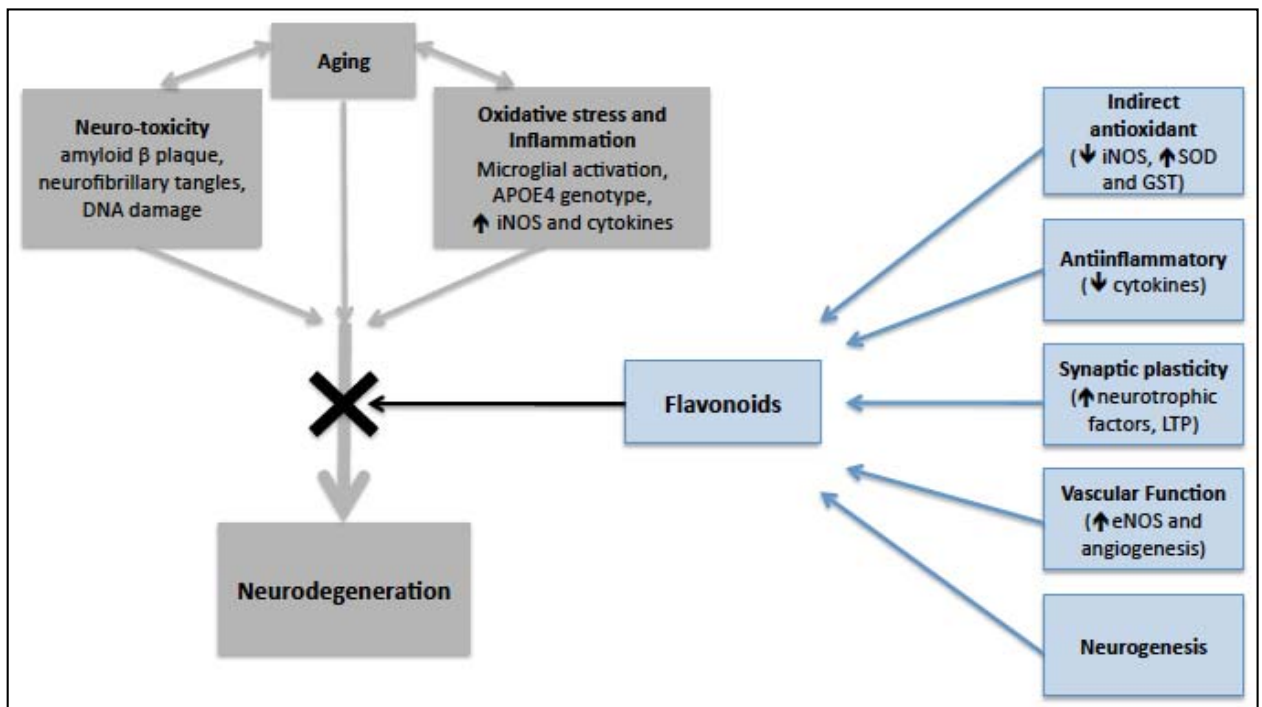 Aging
Neuro-toxicity
amyloid β plaque,
neurofibrillary tangles,
DNA damage
Oxidative stress and
Inflammation
Microglial activation,
APOE4 genotype,
↑ iNOS and cytokines
Neurodegeneration
Flavonoids
Indirect
antioxidant
(↓ iNOS, ↑SOD
and GST)
Antiinflammatory
(↓ cytokines)
Synaptic plasticity
(↑neurotrophic
factors, LTP)
Vascular Function
(↑eNOS and
angiogenesis)
Neurogenesis